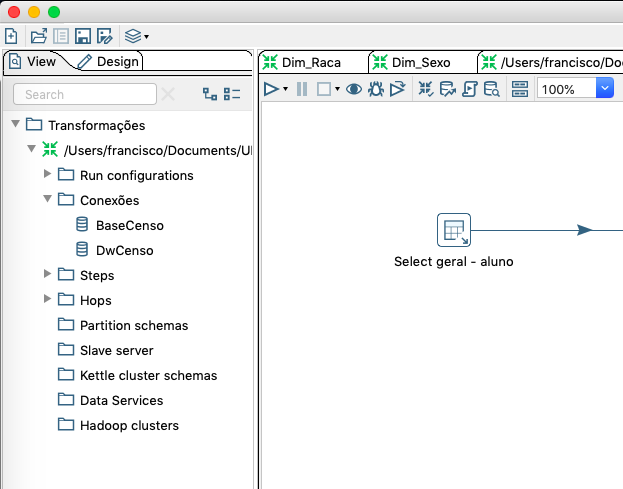 View
Design
Dim_Raca
Dim_Sexo
/Users/francisco/Do
Search
100%
Transformações
/Users/francisco/Documents/U
Run configurations
Conexões
BaseCenso
DwCenso
Steps
Hops
Partition schemas
Slave server
Kettle cluster schemas
Data Services
Hadoop clusters
Select geral - aluno